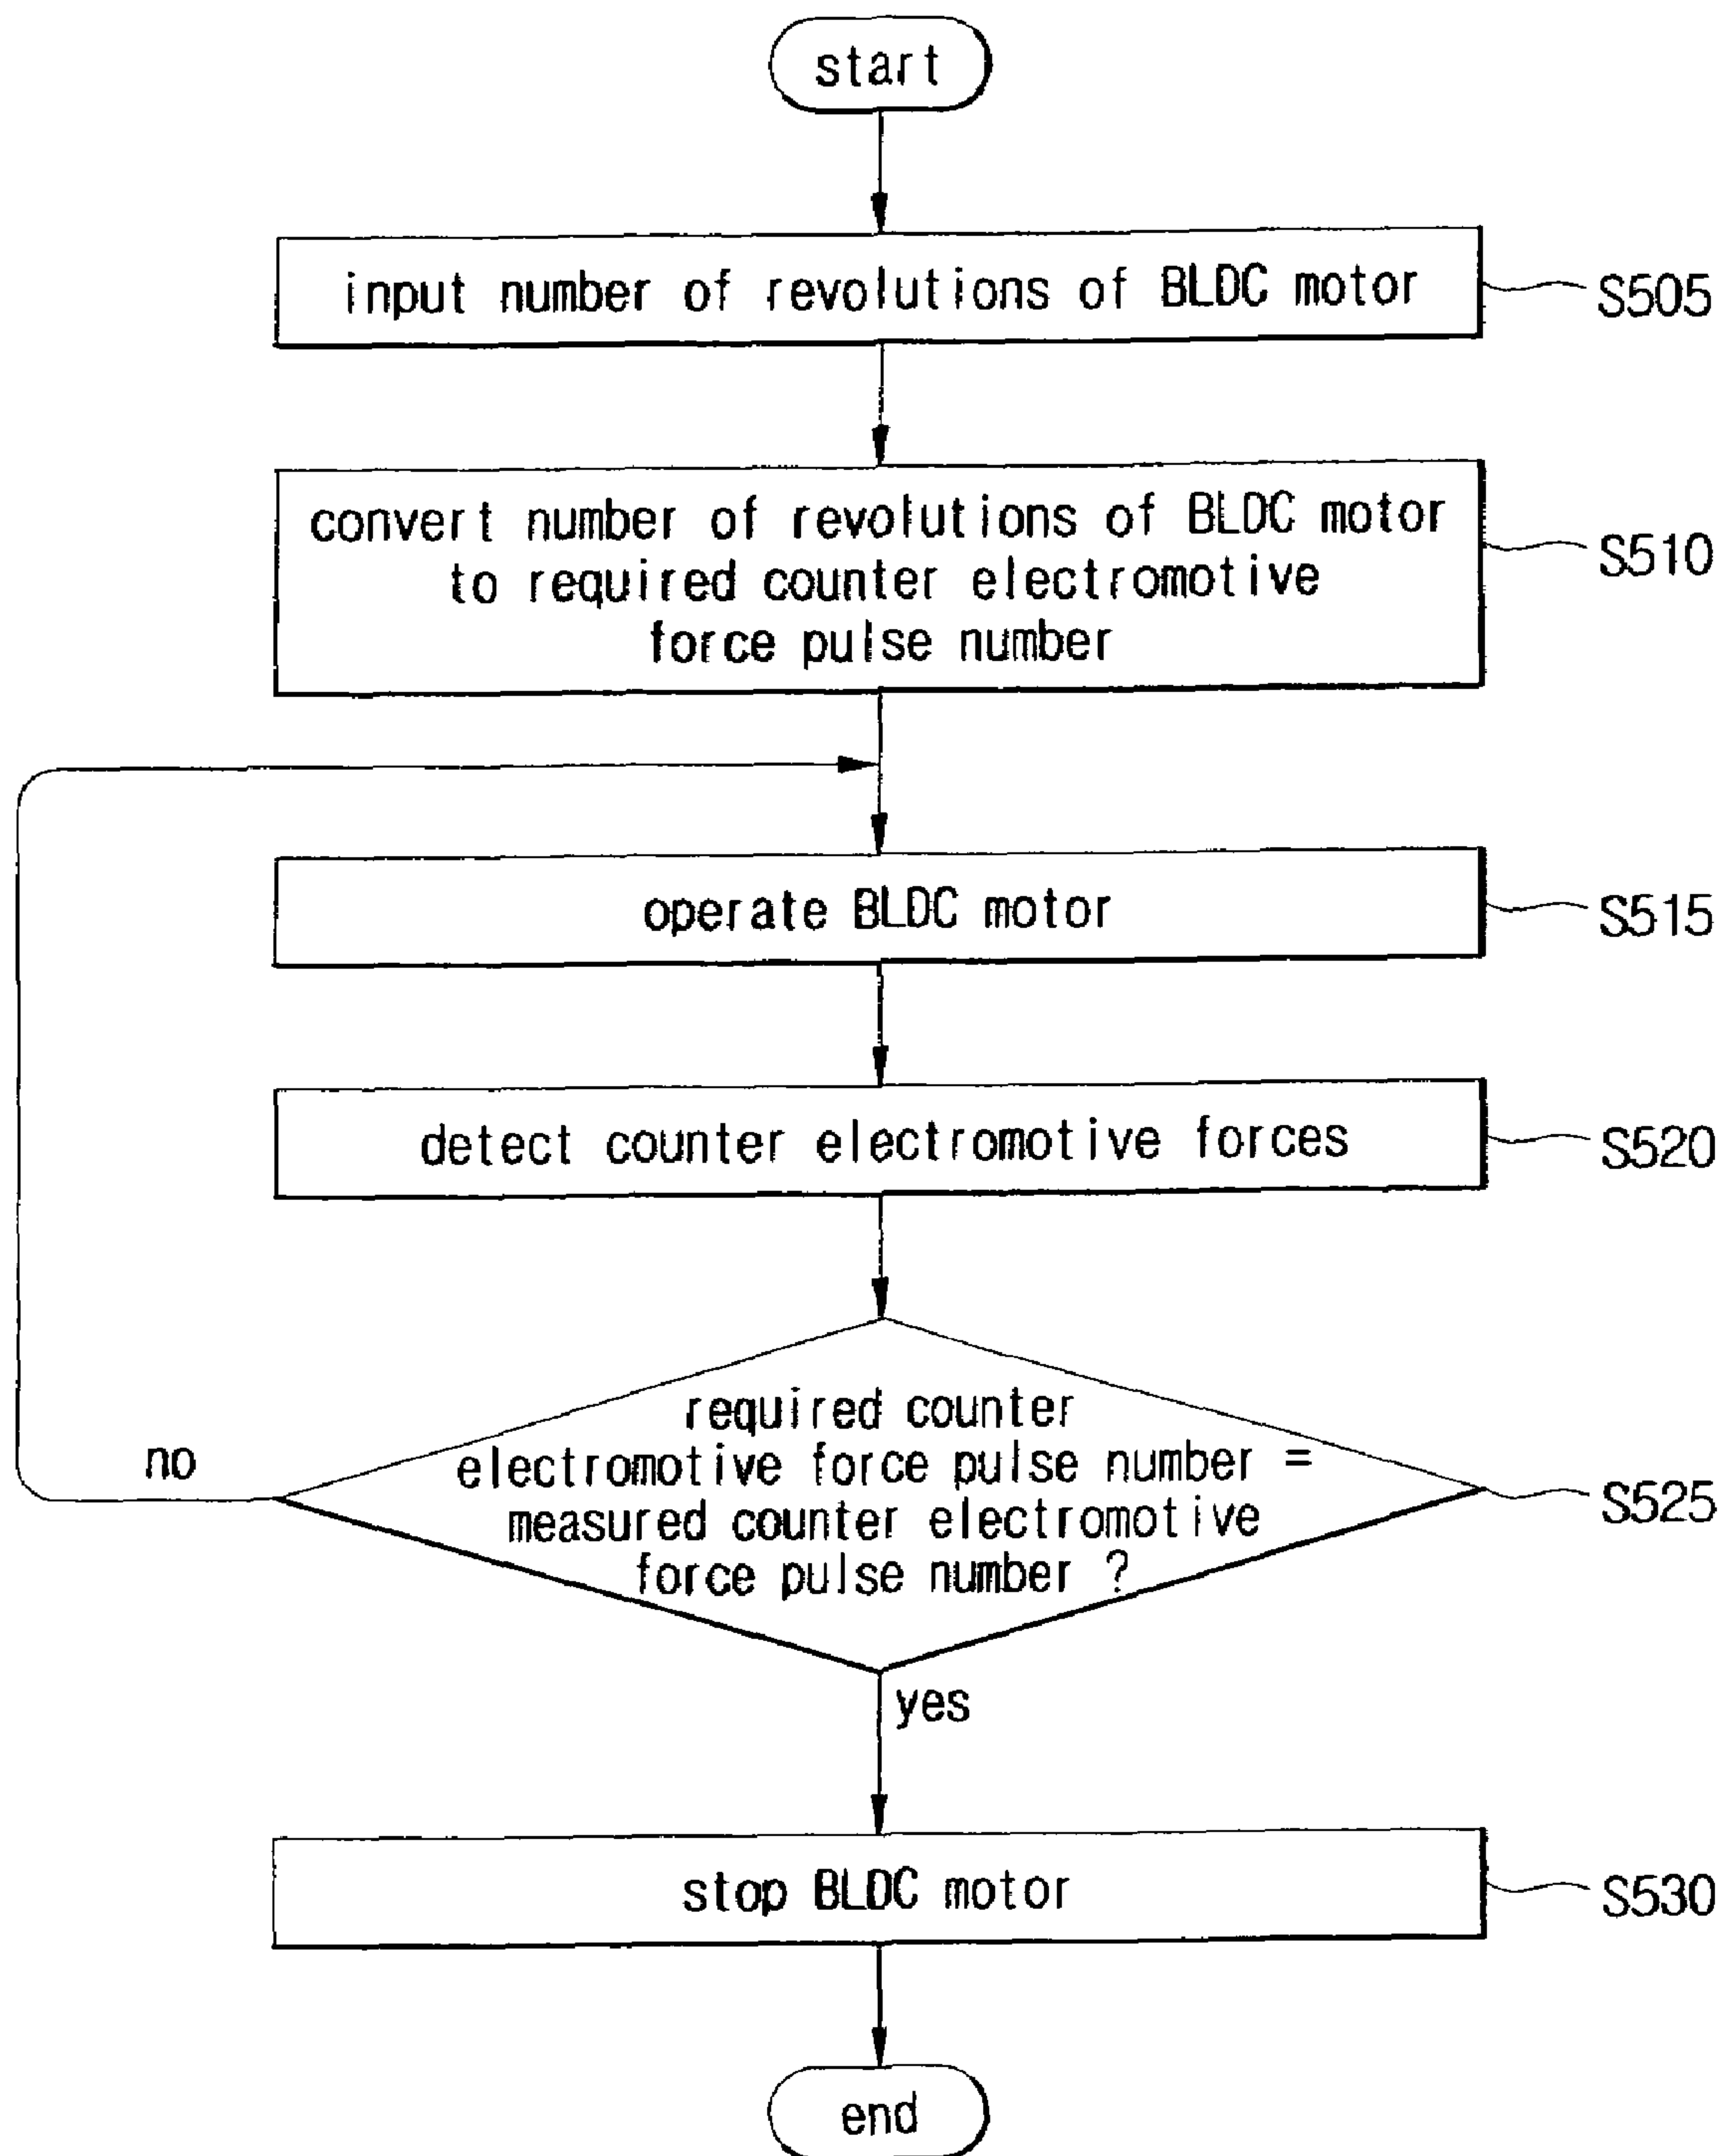 start
input number of revolutions of BLDC motor
S505
convert number of revolutions of BLDC motor
to required counter electromotive
force pulse number
S510
operate BLDC motor
S515
detect counter electromotive forces
S520
required counter
electromotive force pulse number =
measured counter electromotive
force pulse number ?
S525
no
yes
stop BLDC motor
S530
end